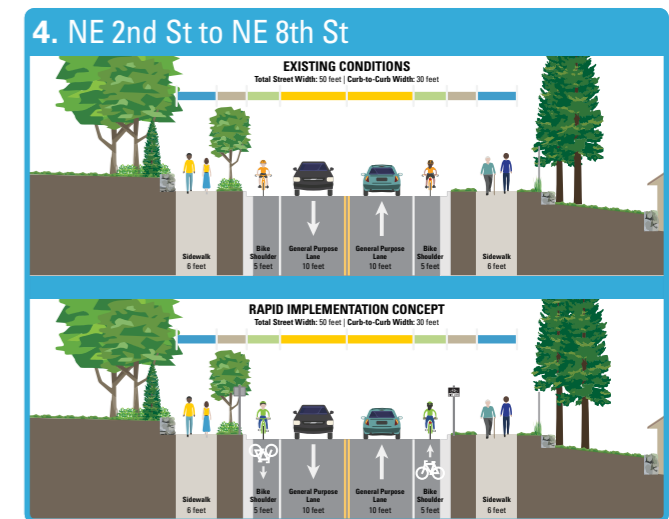 4. NE 2nd St to NE 8th St
EXISTING CONDITIONS
Total Street Width: 50 feet | Curb-to-Curb Width: 30 feet
Sidewalk
6 feet
Bike
Shoulder
5 feet
General Purpose
Lane
10 feet
General Purpose
Lane
10 feet
Bike
Shoulder
5 feet
Sidewalk
6 feet
RAPID IMPLEMENTATION CONCEPT
Total Street Width: 50 feet | Curb-to-Curb Width: 30 feet
Sidewalk
6 feet
Bike
Shoulder
5 feet
General Purpose
Lane
10 feet
General Purpose
Lane
10 feet
Bike
Shoulder
5 feet
Sidewalk
6 feet